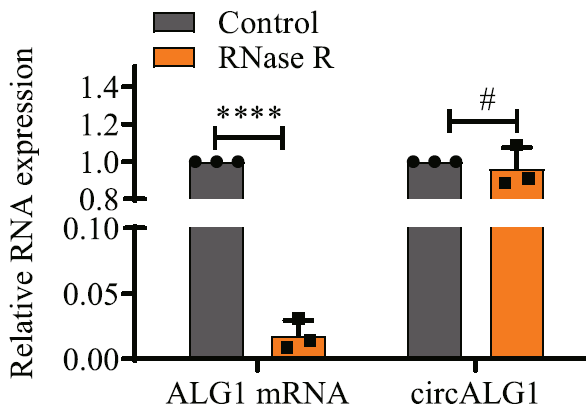 Control
RNase R
Relative RNA expression
1.4
1.2
1.0
0.8
0.10
0.05
0.00
****
#
ALG1 mRNA
circALG1